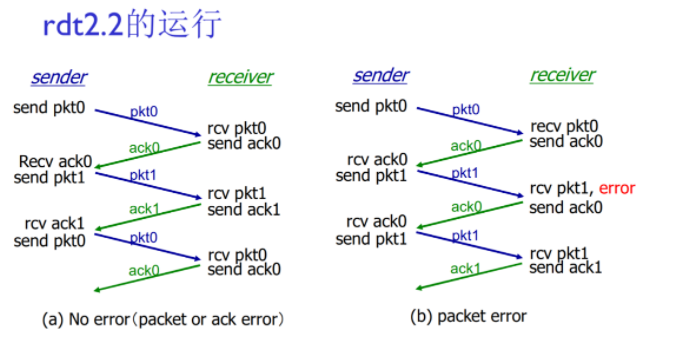 rdt2.2的运行
sender
receiver
send pkt0
pkt0
rcv pkt0
send ack0
ack0
Recv ack0
send pkt1
pkt1
rcv pkt1
send ack1
ack1
rcv ack1
send pkt0
pkt0
rcv pkt0
send ack0
ack0
(a) No error(packet or ack error)
sender
receiver
send pkt0
pkt0
recv pkt0
send ack0
ack0
rcv ack0
send pkt1
pkt1
rcv pkt1, error
send ack0
ack0
rcv ack0
send pkt1
pkt1
rcv pkt1
send ack1
ack1
(b) packet error